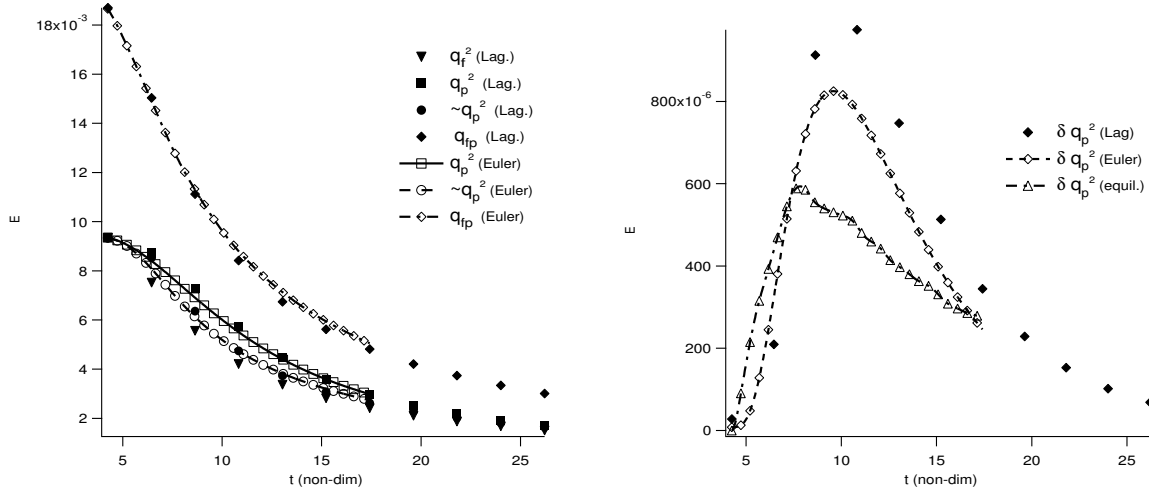 18x10⁻³
16
14
12
10
8
6
4
2
E
5
10
15
20
25
t (non-dim)
q_f² (Lag.)
q_p² (Lag.)
~q_p² (Lag.)
q_fp (Lag.)
q_p² (Euler)
~q_p² (Euler)
q_fp (Euler)
800x10⁻⁶
600
400
200
0
E
5
10
15
20
25
t (non-dim)
δ q_p² (Lag)
δ q_p² (Euler)
δ q_p² (equil.)